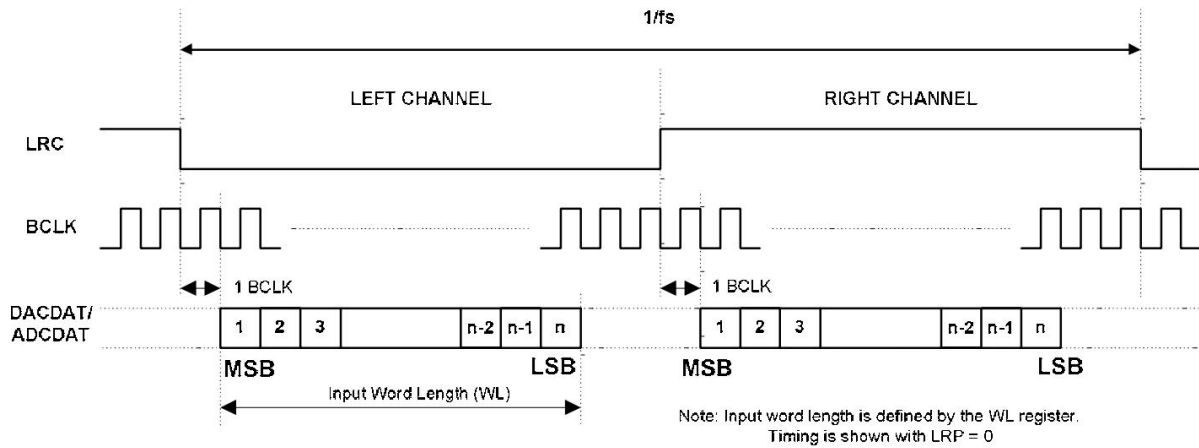 1/fs
LEFT CHANNEL RIGHT CHANNEL
LRC
BCLK
1 BCLK 1 BCLK
DACDAT/
ADCDAT
1 2 3 n-2 n-1 n 1 2 3 n-2 n-1 n
MSB LSB MSB LSB
Input Word Length (WL)
Note: Input word length is defined by the WL register.
Timing is shown with LRP = 0